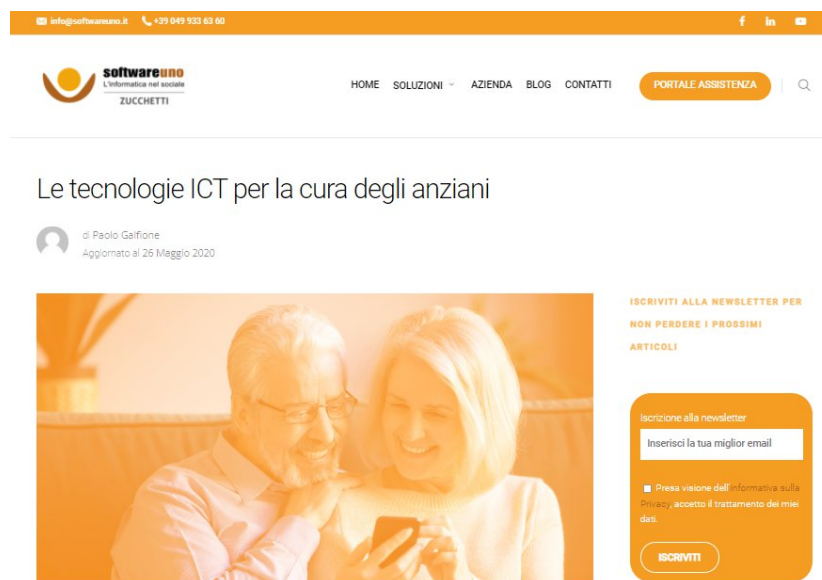 info@softwareuno.it +39 049 933 63 60
softwareuno
L'informatica nel sociale
ZUCCHETTI
HOME SOLUZIONI AZIENDA BLOG CONTATTI PORTALE ASSISTENZA
Le tecnologie ICT per la cura degli anziani
di Paolo Galfione
Aggiornato al 26 Maggio 2020
ISCRIVITI ALLA NEWSLETTER PER
NON PERDERE I PROSSIMI
ARTICOLI
Iscrizione alla newsletter
Inserisci la tua miglior email
Presa visione dell'informativa sulla
Privacy, accetto il trattamento dei miei
dati.
ISCRIVITI